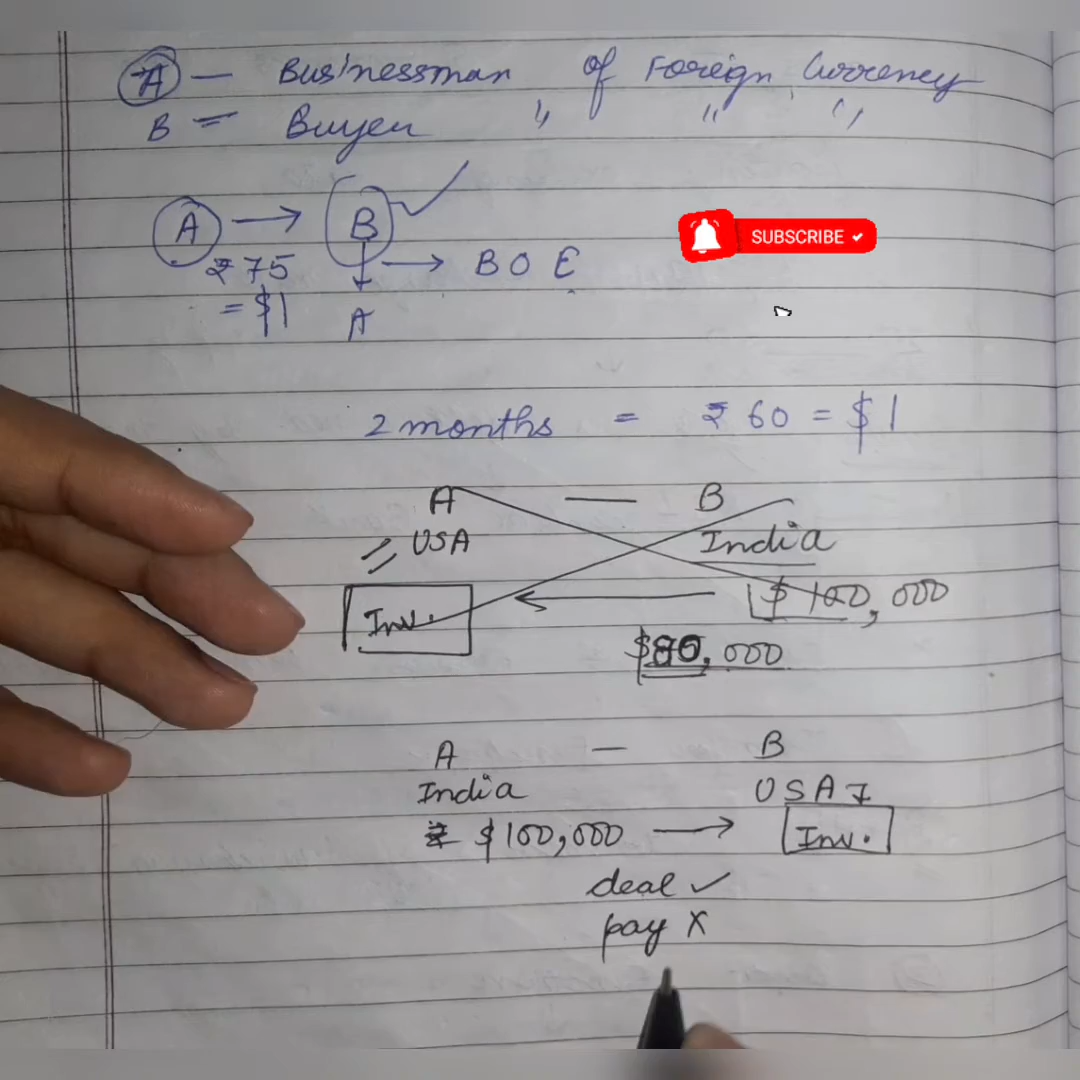 A — Businessman of Foreign Currency
B = Buyer " " "
A → B ✓
₹75 → BOE
= $1 A
SUBSCRIBE
2 months = ₹60 = $1
A — B
USA India
Inv. $100,000
$80,000
A — B
India USA
$100,000 → Inv.
deal ✓
pay X